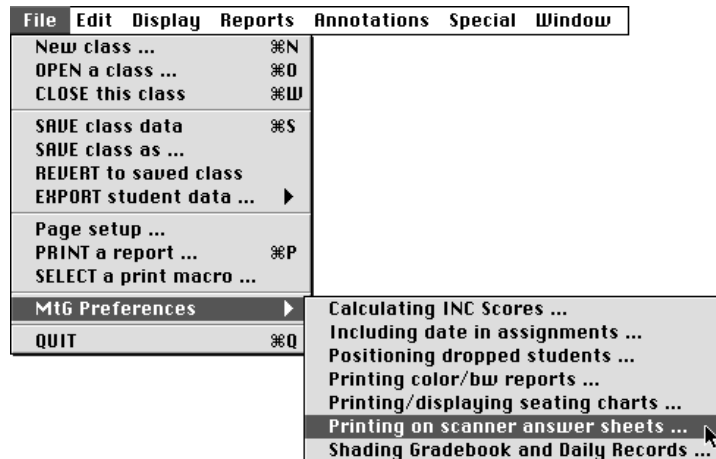 File Edit Display Reports Annotations Special Window
New class ... ⌘N
OPEN a class ... ⌘O
CLOSE this class ⌘W
SAVE class data ⌘S
SAVE class as ...
REVERT to saved class
EXPORT student data ... ▶
Page setup ...
PRINT a report ... ⌘P
SELECT a print macro ...
MtG Preferences ▶
QUIT ⌘Q
Calculating INC Scores ...
Including date in assignments ...
Positioning dropped students ...
Printing color/bw reports ...
Printing/displaying seating charts ...
Printing on scanner answer sheets ...
Shading Gradebook and Daily Records ...